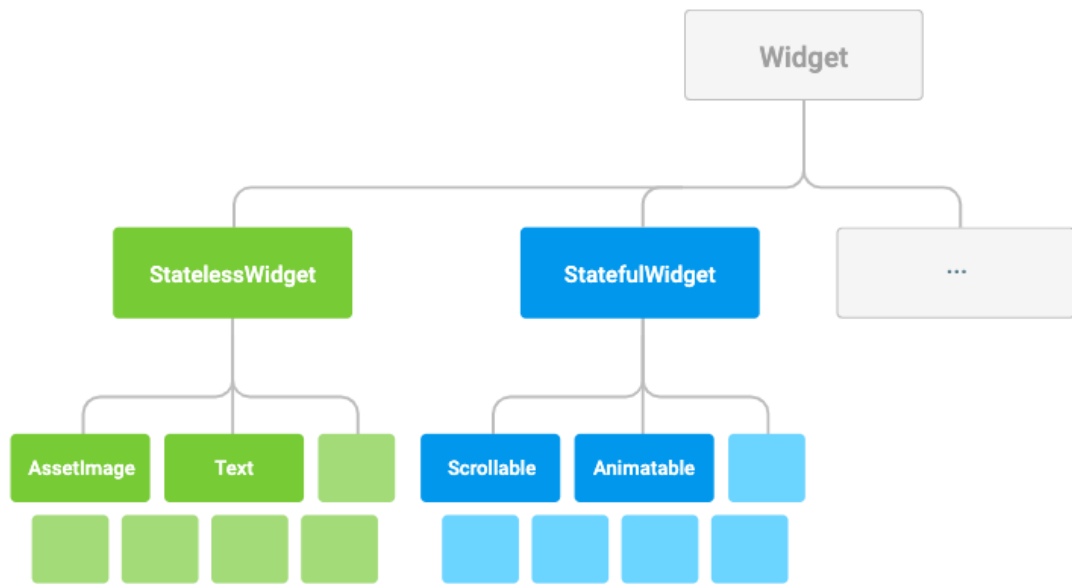 Widget
StatelessWidget
StatefulWidget
...
AssetImage
Text
Scrollable
Animatable